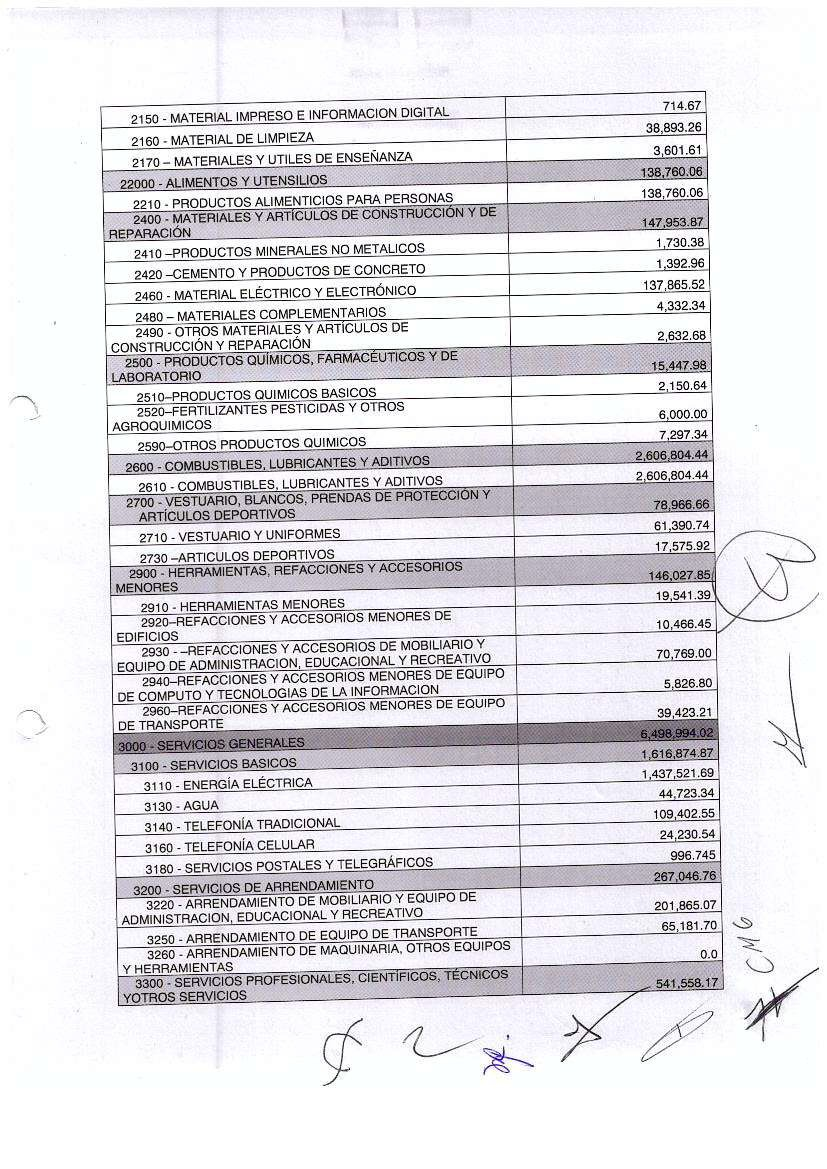 2150 - MATERIAL IMPRESO E INFORMACION DIGITAL 714.67
2160 - MATERIAL DE LIMPIEZA 38,893.26
2170 – MATERIALES Y UTILES DE ENSEÑANZA 3,601.61
22000 - ALIMENTOS Y UTENSILIOS 138,760.06
2210 - PRODUCTOS ALIMENTICIOS PARA PERSONAS 138,760.06
2400 - MATERIALES Y ARTÍCULOS DE CONSTRUCCIÓN Y DE
REPARACIÓN 147,953.87
2410 –PRODUCTOS MINERALES NO METALICOS 1,730.38
2420 –CEMENTO Y PRODUCTOS DE CONCRETO 1,392.96
2460 - MATERIAL ELÉCTRICO Y ELECTRÓNICO 137,865.52
2480 – MATERIALES COMPLEMENTARIOS 4,332.34
2490 - OTROS MATERIALES Y ARTÍCULOS DE
CONSTRUCCIÓN Y REPARACIÓN 2,632.68
2500 - PRODUCTOS QUÍMICOS, FARMACÉUTICOS Y DE
LABORATORIO 15,447.98
2510–PRODUCTOS QUIMICOS BASICOS 2,150.64
2520–FERTILIZANTES PESTICIDAS Y OTROS
AGROQUIMICOS 6,000.00
2590–OTROS PRODUCTOS QUIMICOS 7,297.34
2600 - COMBUSTIBLES, LUBRICANTES Y ADITIVOS 2,606,804.44
2610 - COMBUSTIBLES, LUBRICANTES Y ADITIVOS 2,606,804.44
2700 - VESTUARIO, BLANCOS, PRENDAS DE PROTECCIÓN Y
ARTÍCULOS DEPORTIVOS 78,966.66
2710 - VESTUARIO Y UNIFORMES 61,390.74
2730 –ARTICULOS DEPORTIVOS 17,575.92
2900 - HERRAMIENTAS, REFACCIONES Y ACCESORIOS
MENORES 146,027.85
2910 - HERRAMIENTAS MENORES 19,541.39
2920–REFACCIONES Y ACCESORIOS MENORES DE
EDIFICIOS 10,466.45
2930 - –REFACCIONES Y ACCESORIOS DE MOBILIARIO Y
EQUIPO DE ADMINISTRACION, EDUCACIONAL Y RECREATIVO 70,769.00
2940–REFACCIONES Y ACCESORIOS MENORES DE EQUIPO
DE COMPUTO Y TECNOLOGIAS DE LA INFORMACION 5,826.80
2960–REFACCIONES Y ACCESORIOS MENORES DE EQUIPO
DE TRANSPORTE 39,423.21
3000 - SERVICIOS GENERALES 6,498,994.02
3100 - SERVICIOS BASICOS 1,616,874.87
3110 - ENERGÍA ELÉCTRICA 1,437,521.69
3130 - AGUA 44,723.34
3140 - TELEFONÍA TRADICIONAL 109,402.55
3160 - TELEFONÍA CELULAR 24,230.54
3180 - SERVICIOS POSTALES Y TELEGRÁFICOS 996.745
3200 - SERVICIOS DE ARRENDAMIENTO 267,046.76
3220 - ARRENDAMIENTO DE MOBILIARIO Y EQUIPO DE
ADMINISTRACION, EDUCACIONAL Y RECREATIVO 201,865.07
3250 - ARRENDAMIENTO DE EQUIPO DE TRANSPORTE 65,181.70
3260 - ARRENDAMIENTO DE MAQUINARIA, OTROS EQUIPOS
Y HERRAMIENTAS 0.0
3300 - SERVICIOS PROFESIONALES, CIENTÍFICOS, TÉCNICOS
YOTROS SERVICIOS 541,558.17
CMG